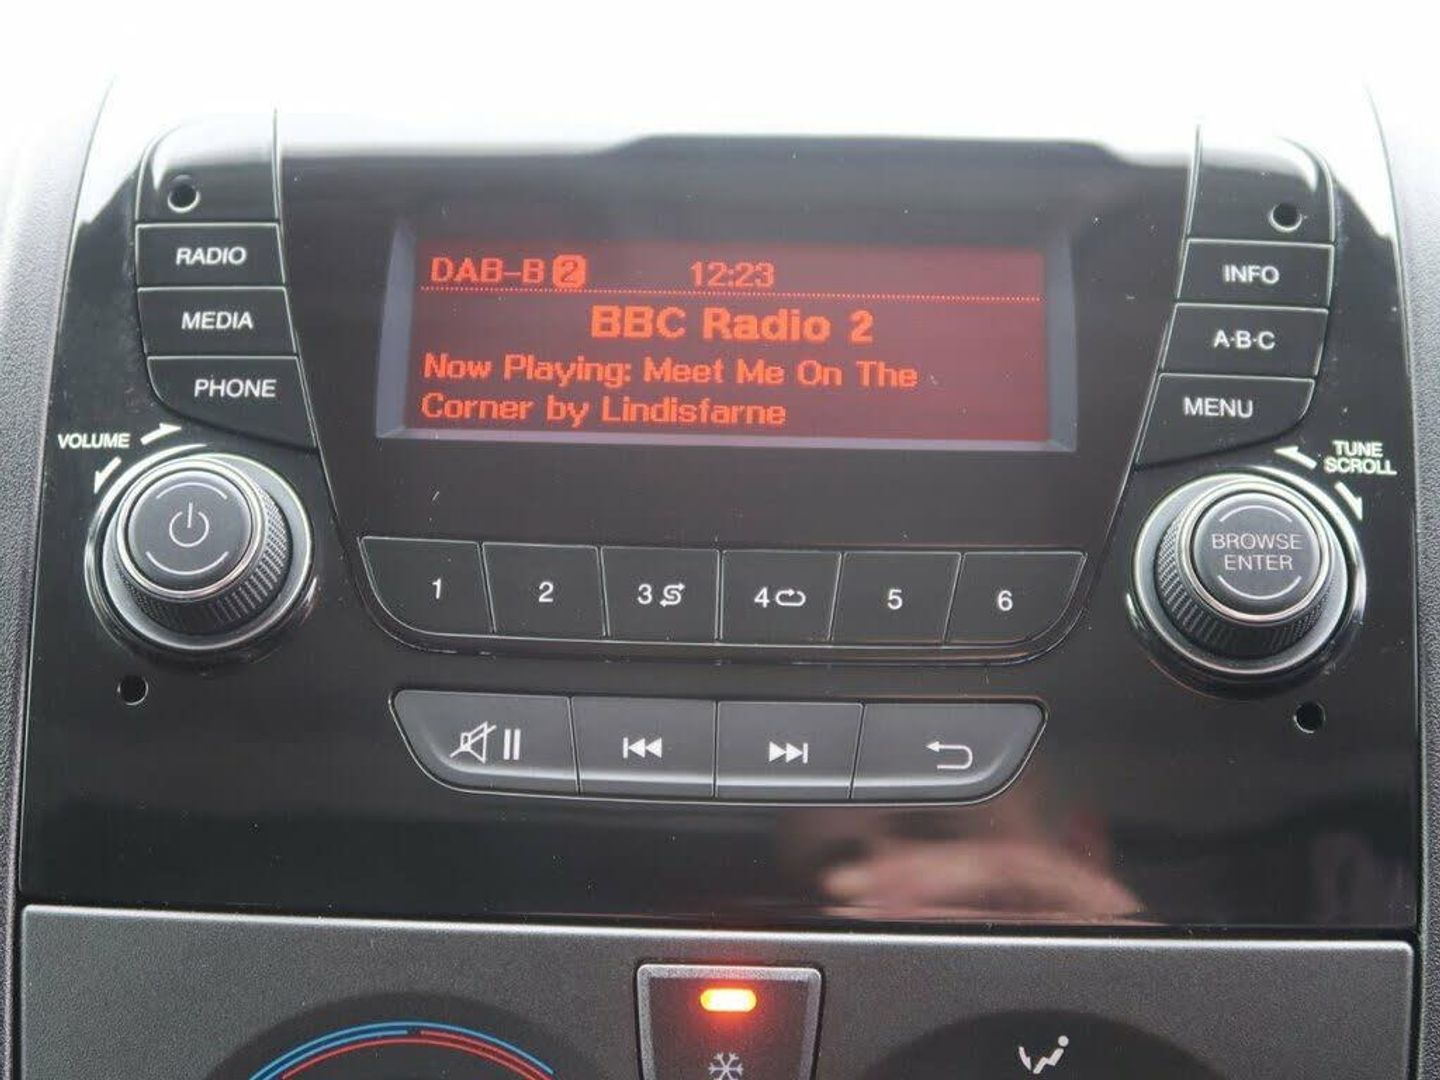 RADIO
MEDIA
PHONE
VOLUME
DAB-B 2 12:23
BBC Radio 2
Now Playing: Meet Me On The
Corner by Lindisfarne
INFO
A·B·C
MENU
TUNE
SCROLL
BROWSE
ENTER
1 2 3 4 5 6